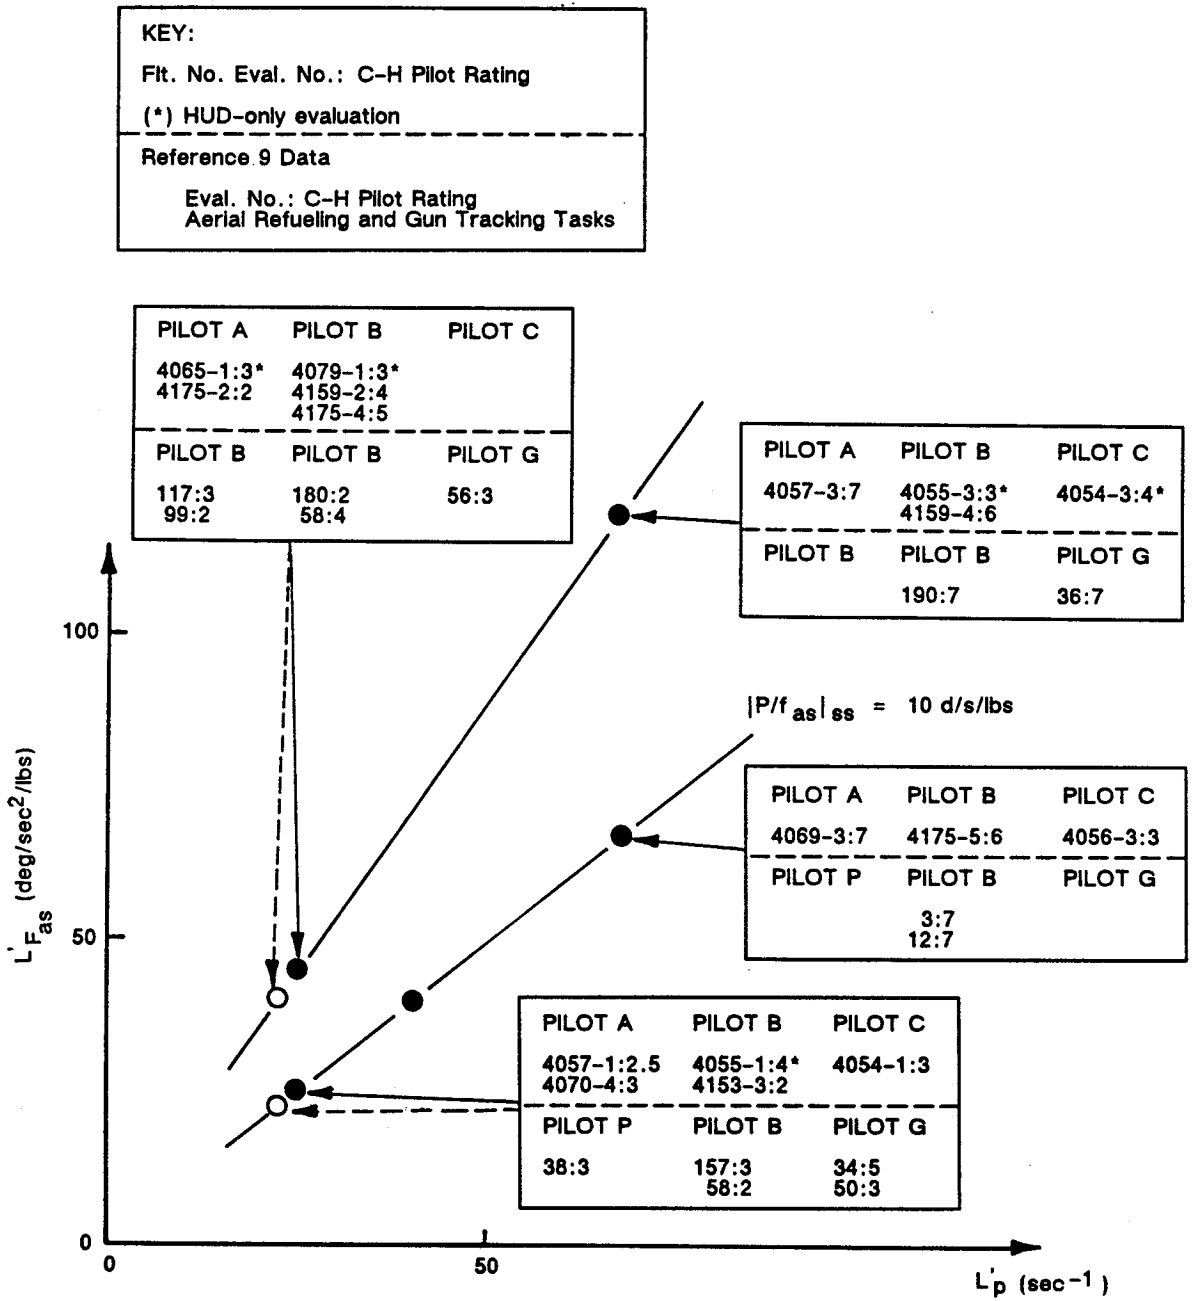 KEY:
Flt. No. Eval. No.: C-H Pilot Rating
(*) HUD-only evaluation
Reference 9 Data
Eval. No.: C-H Pilot Rating
Aerial Refueling and Gun Tracking Tasks
PILOT A PILOT B PILOT C
4065-1:3* 4079-1:3*
4175-2:2 4159-2:4
4175-4:5
PILOT B PILOT B PILOT G
117:3 180:2 56:3
99:2 58:4
PILOT A PILOT B PILOT C
4057-3:7 4055-3:3* 4054-3:4*
4159-4:6
PILOT B PILOT B PILOT G
190:7 36:7
100
|P/f as| ss = 10 d/s/lbs
PILOT A PILOT B PILOT C
4069-3:7 4175-5:6 4056-3:3
PILOT P PILOT B PILOT G
3:7
12:7
L'F as (deg/sec²/lbs)
50
PILOT A PILOT B PILOT C
4057-1:2.5 4055-1:4* 4054-1:3
4070-4:3 4153-3:2
PILOT P PILOT B PILOT G
38:3 157:3 34:5
58:2 50:3
0
0 50
L'p (sec⁻¹)